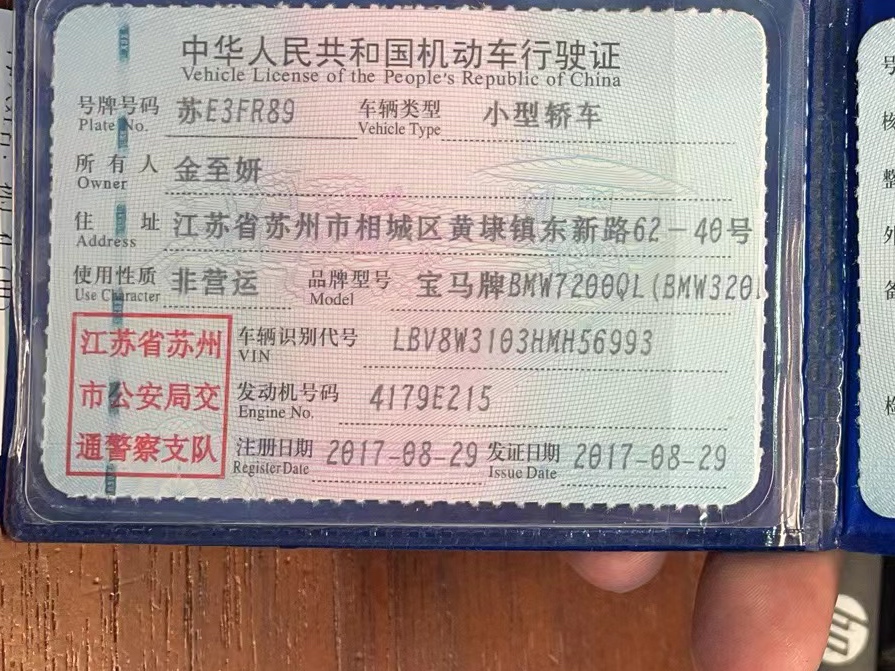 中华人民共和国机动车行驶证
Vehicle License of the People's Republic of China
号牌号码 苏E3FR89 车辆类型 小型轿车
Plate No. Vehicle Type
所有人 金至妍
Owner
住址 江苏省苏州市相城区黄埭镇东新路62-40号
Address
使用性质 非营运 品牌型号 宝马牌BMW7200QL(BMW320
Use Character Model
江苏省苏州 车辆识别代号 LBV8W3103HMH56993
VIN
市公安局交 发动机号码 4179E215
Engine No.
通警察支队 注册日期 2017-08-29 发证日期 2017-08-29
Register Date Issue Date